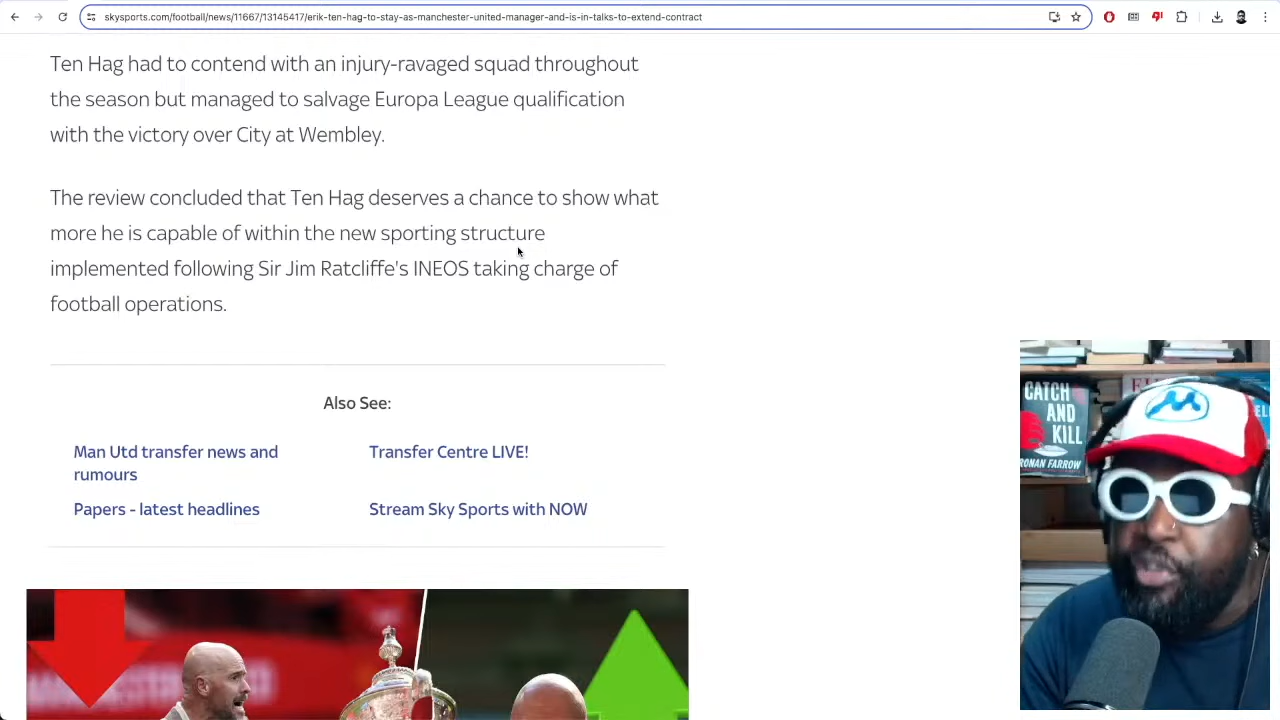 skysports.com/football/news/11667/13145417/erik-ten-hag-to-stay-as-manchester-united-manager-and-is-in-talks-to-extend-contract
Ten Hag had to contend with an injury-ravaged squad throughout
the season but managed to salvage Europa League qualification
with the victory over City at Wembley.
The review concluded that Ten Hag deserves a chance to show what
more he is capable of within the new sporting structure
implemented following Sir Jim Ratcliffe's INEOS taking charge of
football operations.
Also See:
Man Utd transfer news and
rumours
Transfer Centre LIVE!
Papers - latest headlines
Stream Sky Sports with NOW
CATCH
AND
KILL
RONAN FARROW
M